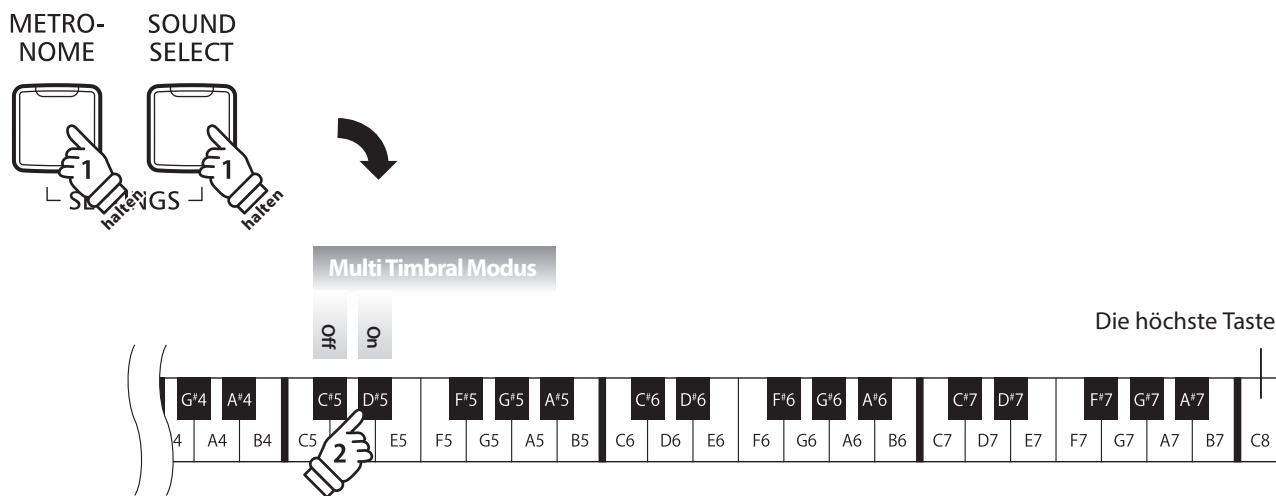 METRO-
NOME
SOUND
SELECT
1
1
halten
halten
SETTINGS
Multi Timbral Modus
Off
On
Die höchste Taste
G#4 A#4 C#5 D#5 F#5 G#5 A#5 C#6 D#6 F#6 G#6 A#6 C#7 D#7 F#7 G#7 A#7
4 A4 B4 C5 E5 F5 G5 A5 B5 C6 D6 E6 F6 G6 A6 B6 C7 D7 E7 F7 G7 A7 B7 C8
2